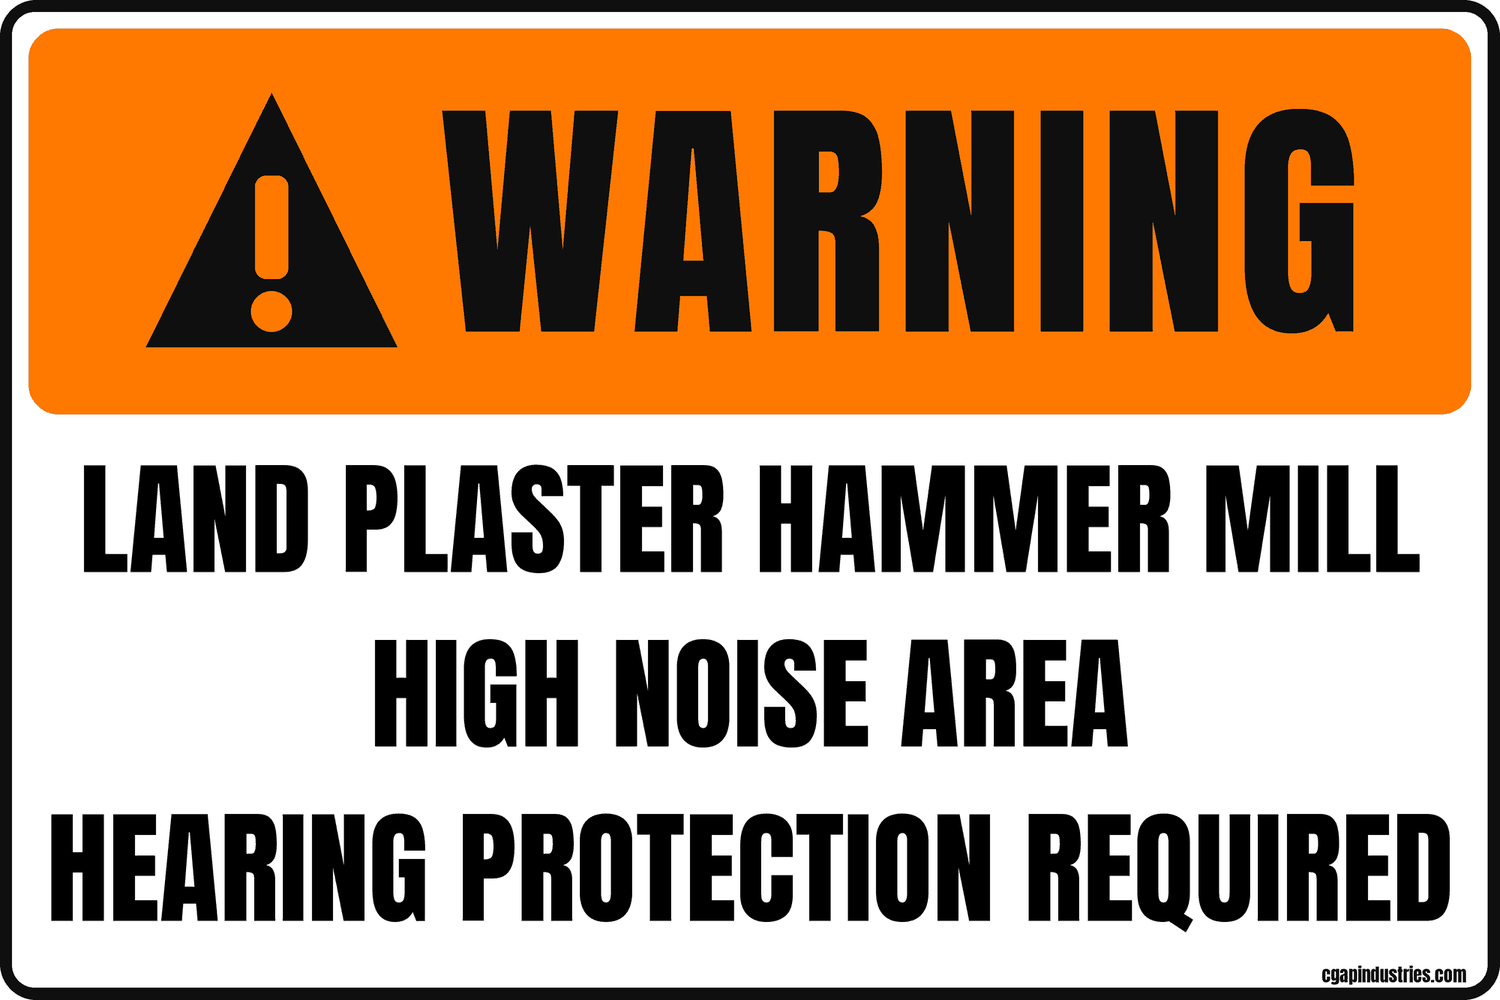 WARNING
LAND PLASTER HAMMER MILL
HIGH NOISE AREA
HEARING PROTECTION REQUIRED
cgapindustries.com